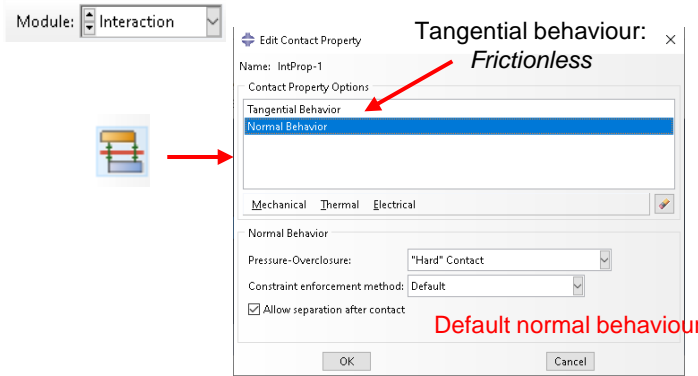 Module: Interaction
Tangential behaviour:
Frictionless
Edit Contact Property
Name: IntProp-1
Contact Property Options
Tangential Behavior
Normal Behavior
Mechanical Thermal Electrical
Normal Behavior
Pressure-Overclosure: "Hard" Contact
Constraint enforcement method: Default
Allow separation after contact
Default normal behaviour
OK Cancel